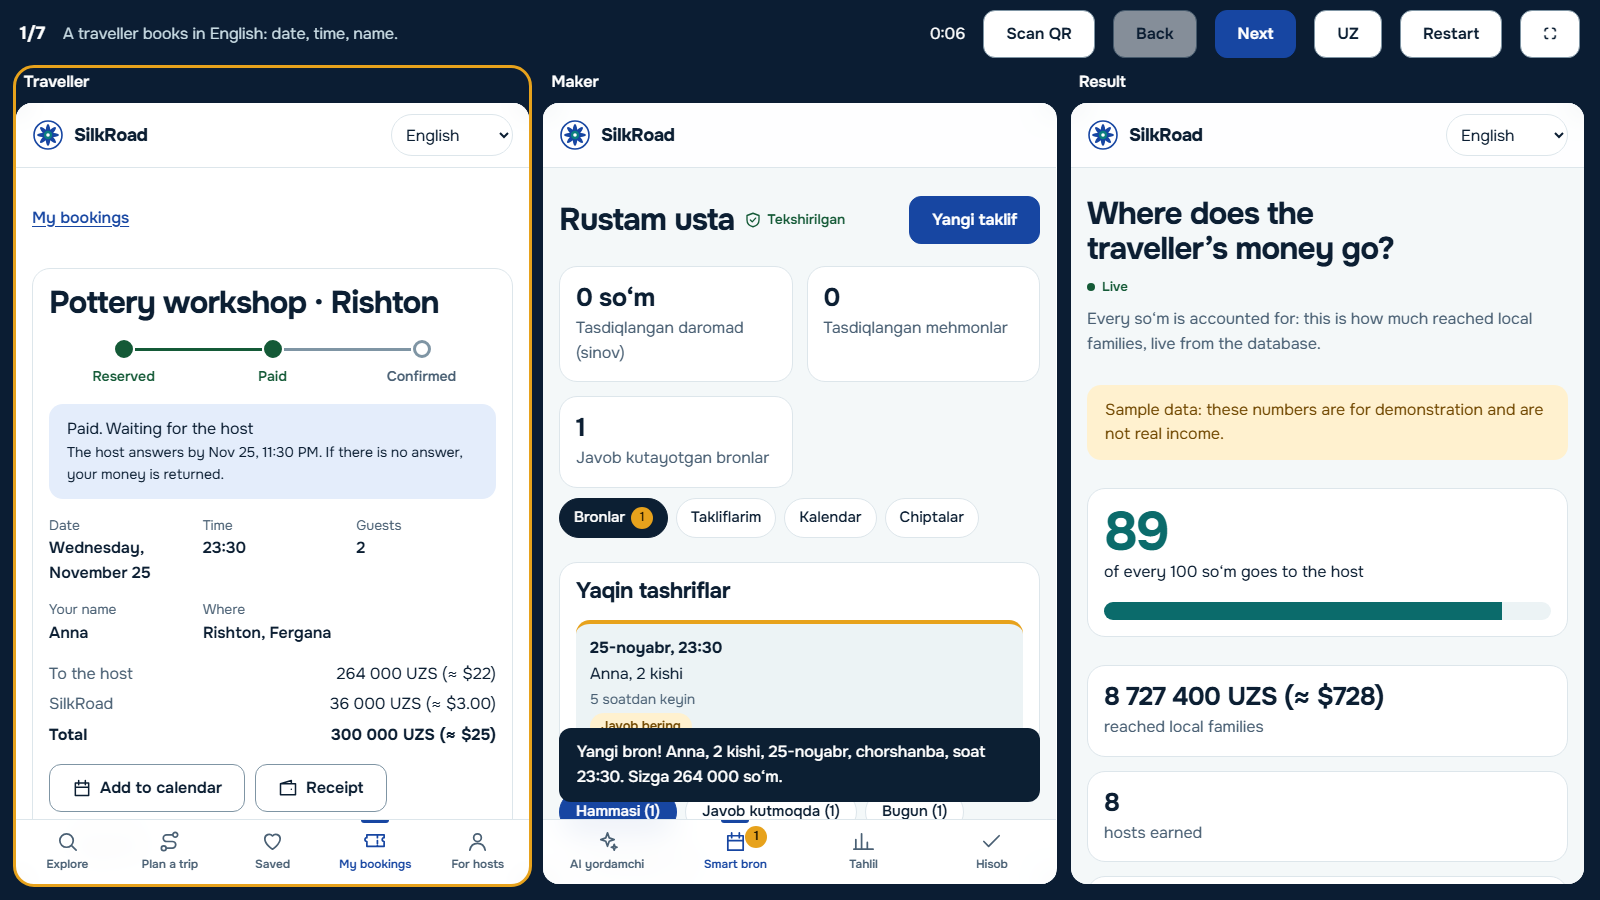 1/7 A traveller books in English: date, time, name. 0:06 Scan QR Back Next UZ Restart
Traveller
SilkRoad English
My bookings
Pottery workshop · Rishton
Reserved Paid Confirmed
Paid. Waiting for the host
The host answers by Nov 25, 11:30 PM. If there is no answer,
your money is returned.
Date Time Guests
Wednesday, 23:30 2
November 25
Your name Where
Anna Rishton, Fergana
To the host 264 000 UZS (≈ $22)
SilkRoad 36 000 UZS (≈ $3.00)
Total 300 000 UZS (≈ $25)
Add to calendar Receipt
Explore Plan a trip Saved My bookings For hosts
Maker
SilkRoad
Rustam usta Tekshirilgan Yangi taklif
0 so‘m
Tasdiqlangan daromad
(sinov)
0
Tasdiqlangan mehmonlar
1
Javob kutayotgan bronlar
Bronlar 1 Takliflarim Kalendar Chiptalar
Yaqin tashriflar
25-noyabr, 23:30
Anna, 2 kishi
5 soatdan keyin
Javob bering
Yangi bron! Anna, 2 kishi, 25-noyabr, chorshanba, soat
23:30. Sizga 264 000 so‘m.
Hammasi (1) Javob kutmoqda (1) Bugun (1)
AI yordamchi Smart bron 1 Tahlil Hisob
Result
SilkRoad English
Where does the
traveller’s money go?
Live
Every so‘m is accounted for: this is how much reached local
families, live from the database.
Sample data: these numbers are for demonstration and are
not real income.
89
of every 100 so‘m goes to the host
8 727 400 UZS (≈ $728)
reached local families
8
hosts earned